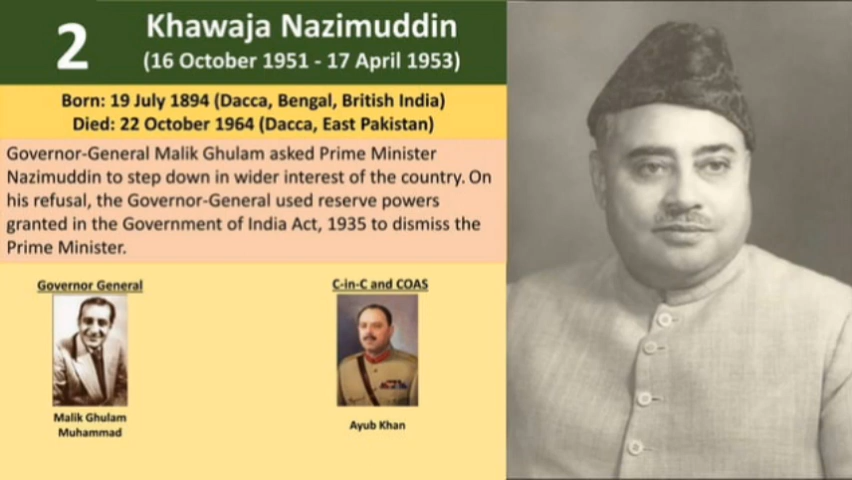 2
Khawaja Nazimuddin
(16 October 1951 - 17 April 1953)
Born: 19 July 1894 (Dacca, Bengal, British India)
Died: 22 October 1964 (Dacca, East Pakistan)
Governor-General Malik Ghulam asked Prime Minister
Nazimuddin to step down in wider interest of the country. On
his refusal, the Governor-General used reserve powers
granted in the Government of India Act, 1935 to dismiss the
Prime Minister.
Governor General
Malik Ghulam
Muhammad
C-in-C and COAS
Ayub Khan